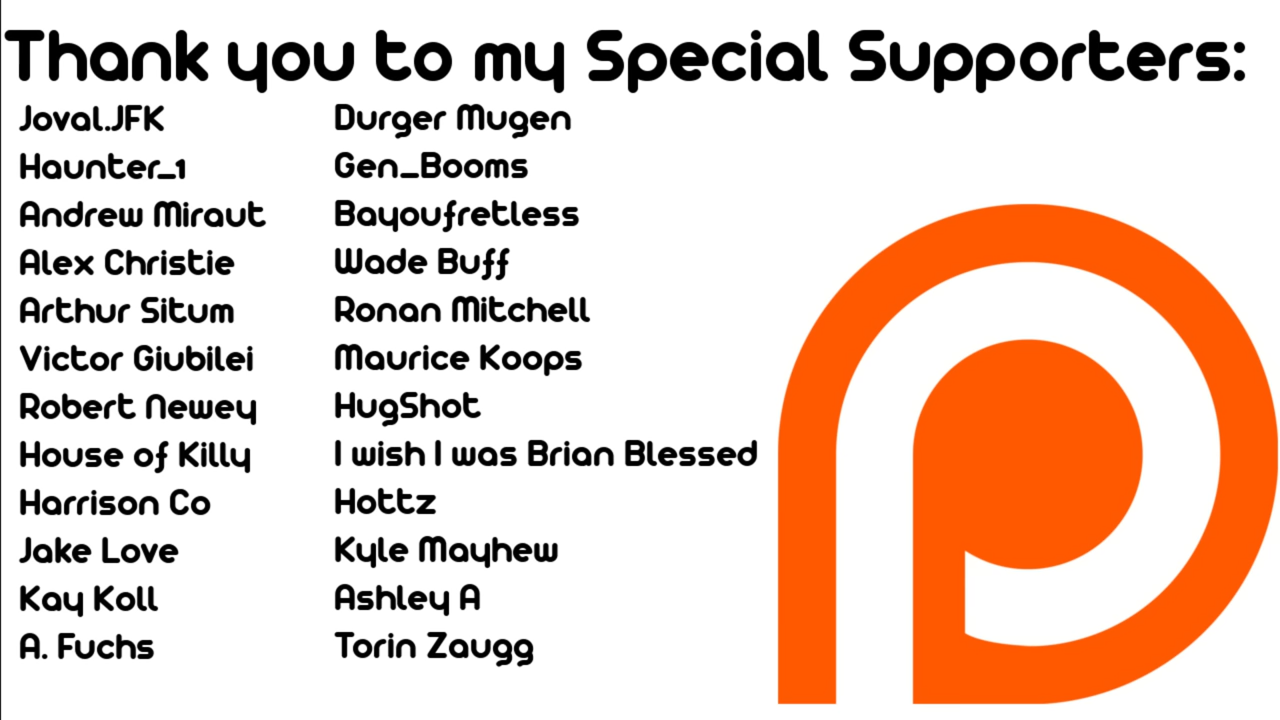 Thank you to my Special Supporters:
Joval.JFK
Haunter_1
Andrew Miraut
Alex Christie
Arthur Situm
Victor Giubilei
Robert Newey
House of Killy
Harrison Co
Jake Love
Kay Koll
A. Fuchs
Durger Mugen
Gen_Booms
Bayoufretless
Wade Buff
Ronan Mitchell
Maurice Koops
HugShot
I wish I was Brian Blessed
Hottz
Kyle Mayhew
Ashley A
Torin Zaugg